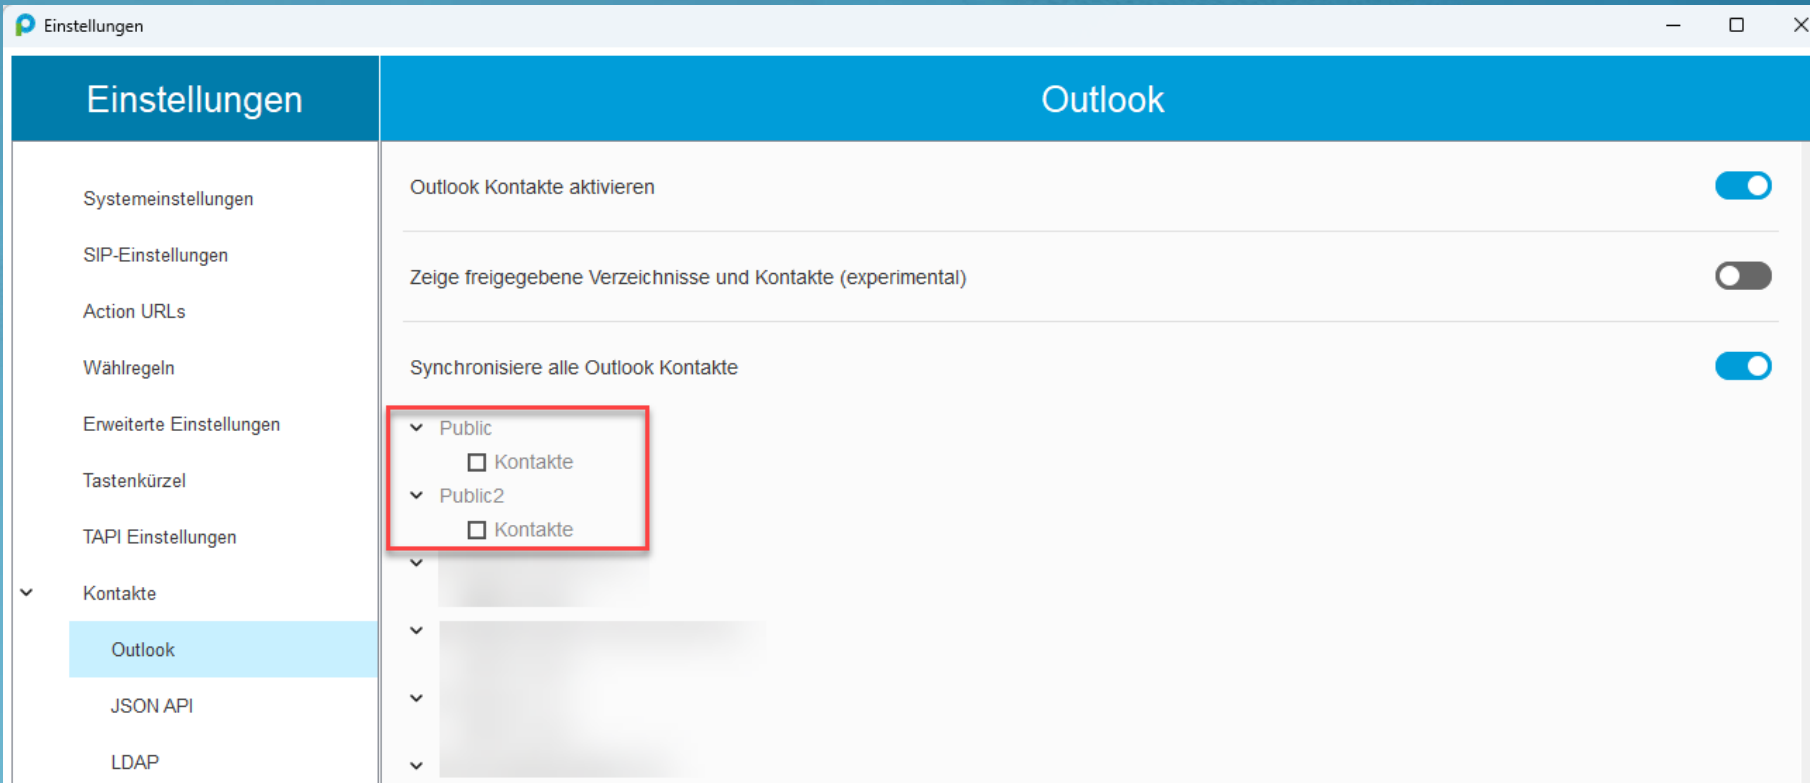 Einstellungen
Einstellungen
Outlook
Systemeinstellungen
SIP-Einstellungen
Action URLs
Wählregeln
Erweiterte Einstellungen
Tastenkürzel
TAPI Einstellungen
Kontakte
Outlook
JSON API
LDAP
Outlook Kontakte aktivieren
Zeige freigegebene Verzeichnisse und Kontakte (experimental)
Synchronisiere alle Outlook Kontakte
Public
Kontakte
Public2
Kontakte